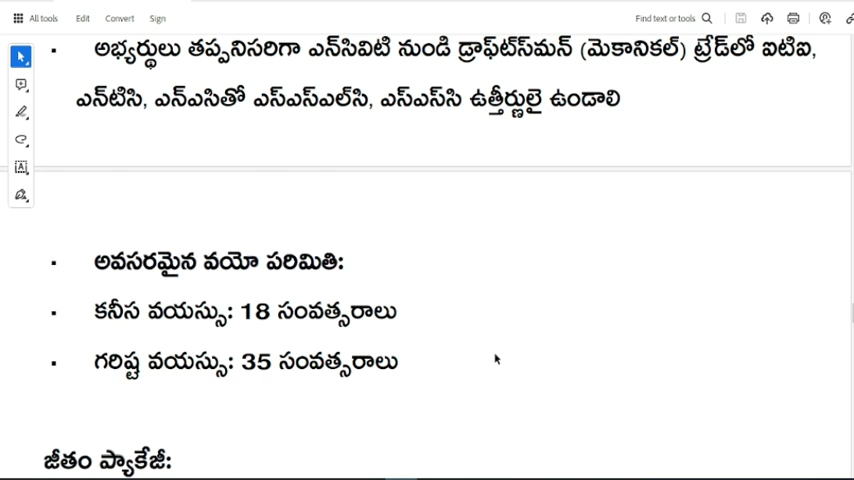 All tools Edit Convert Sign Find text or tools
▪ అభ్యర్థులు తప్పనిసరిగా ఎన్‌సివిటి నుండి డ్రాఫ్ట్స్‌మన్ (మెకానికల్) ట్రేడ్‌లో ఐటిఐ,
ఎన్‌టిసి, ఎన్ఎసితో ఎస్ఎస్ఎల్‌సి, ఎస్ఎస్‌సి ఉత్తీర్ణులై ఉండాలి
▪ అవసరమైన వయో పరిమితి:
▪ కనీస వయస్సు: 18 సంవత్సరాలు
▪ గరిష్ట వయస్సు: 35 సంవత్సరాలు
జీతం ప్యాకేజీ: